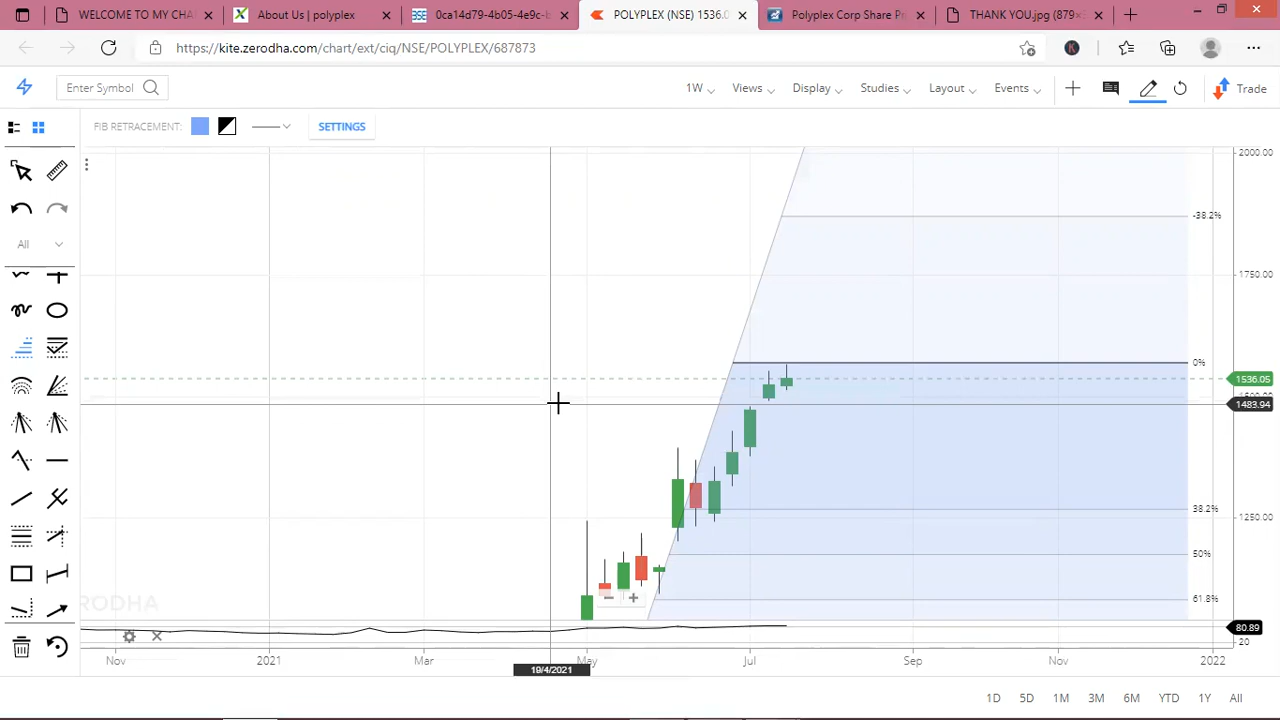 WELCOME TO MY CHA
About Us | polyplex
0ca14d79-4b05-4e9c-b
POLYPLEX (NSE) 1536.0
Polyplex Corp Share Pr
THANK YOU.jpg (879×
https://kite.zerodha.com/chart/ext/ciq/NSE/POLYPLEX/687873
Enter Symbol
1W
Views
Display
Studies
Layout
Events
Trade
FIB RETRACEMENT:
SETTINGS
All
2000.00
-38.2%
1750.00
0%
1536.05
1483.94
38.2%
1250.00
50%
61.8%
RODHA
80.89
20
Nov
2021
Mar
May
Jul
Sep
Nov
2022
19/4/2021
1D
5D
1M
3M
6M
YTD
1Y
All